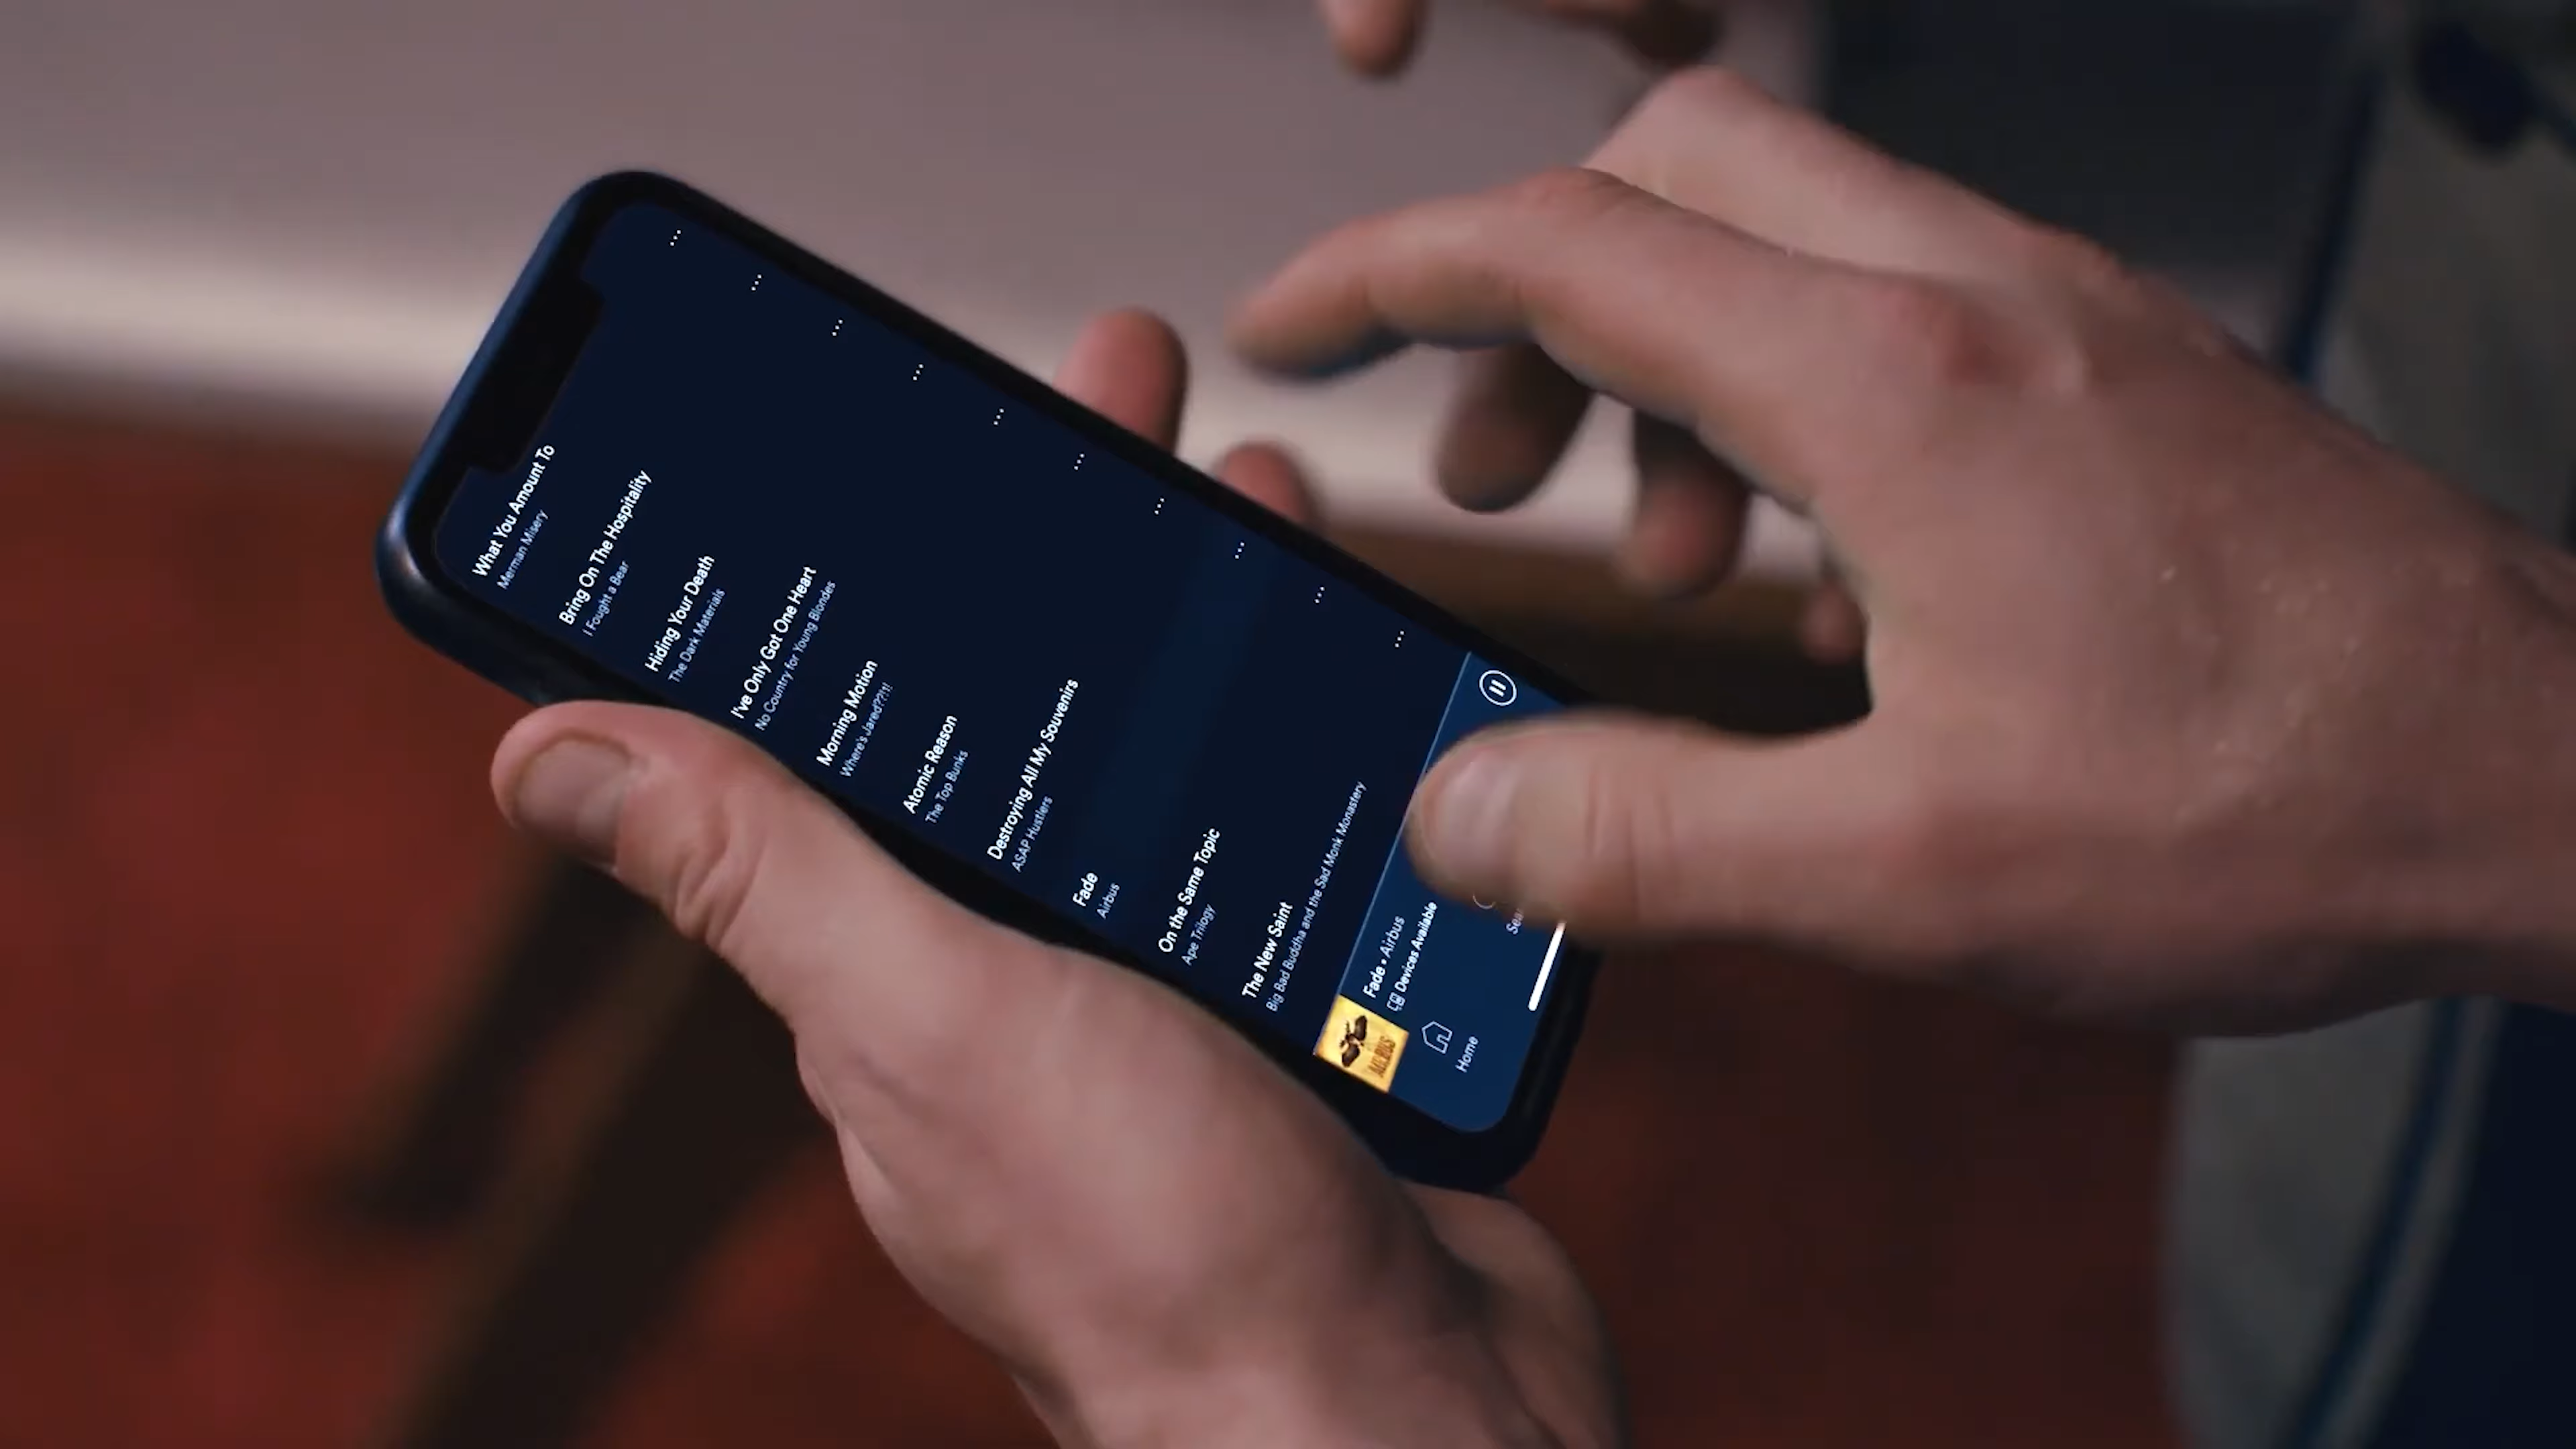 What You Amount To
Merman Misery
Bring On The Hospitality
I Fought a Bear
Hiding Your Death
The Dark Materials
I've Only Got One Heart
No Country for Young Blondes
Morning Motion
Where's Jared??!1!
Atomic Reason
The Top Bunks
Destroying All My Souvenirs
ASAP Hustlers
Fade
Airbus
On the Same Topic
Ape Trilogy
The New Saint
Big Bad Buddha and the Sad Monk Monastery
Fade • Airbus
Devices Available
AIRBUS
Home